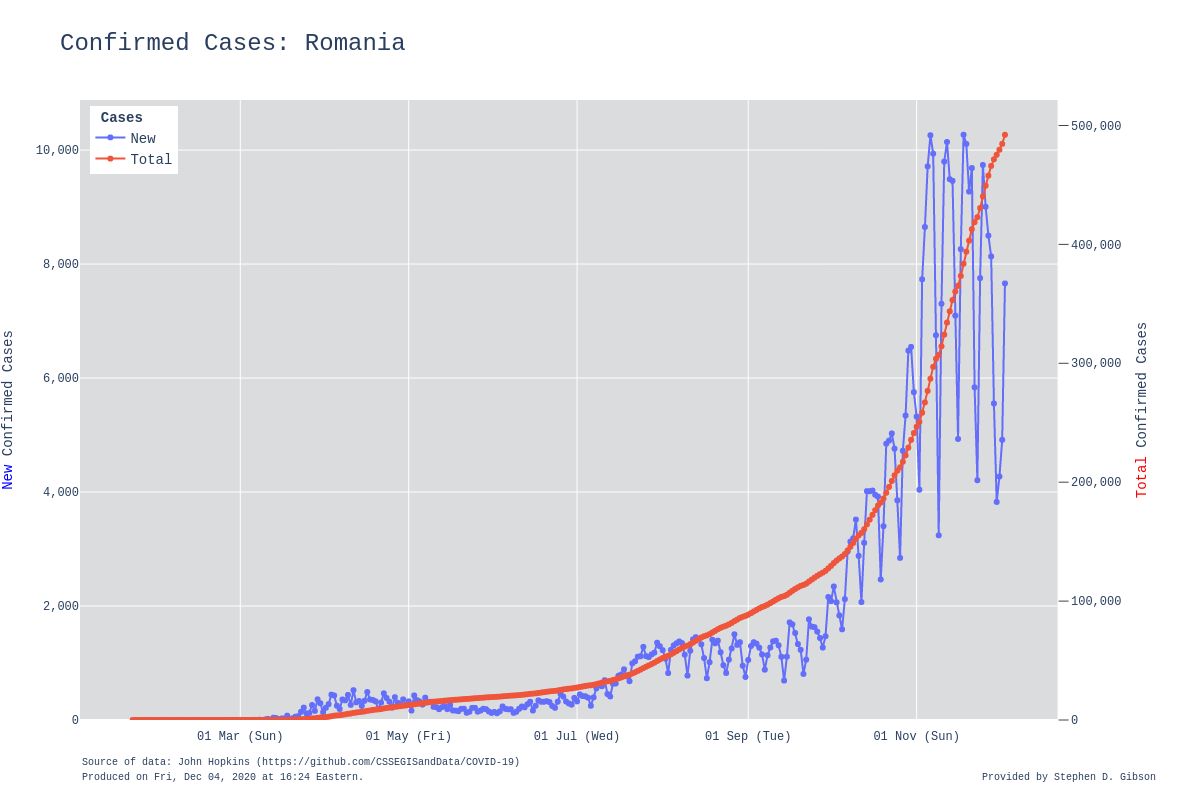 Confirmed Cases: Romania
Cases
New
Total
10,000
8,000
6,000
4,000
2,000
0
New Confirmed Cases
500,000
400,000
300,000
200,000
100,000
0
Total Confirmed Cases
01 Mar (Sun)
01 May (Fri)
01 Jul (Wed)
01 Sep (Tue)
01 Nov (Sun)
Source of data: John Hopkins (https://github.com/CSSEGISandData/COVID-19)
Produced on Fri, Dec 04, 2020 at 16:24 Eastern.
Provided by Stephen D. Gibson